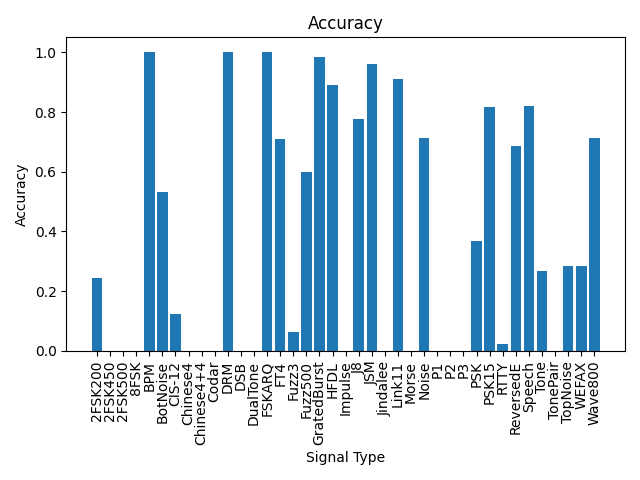 Accuracy
1.0
0.8
0.6
0.4
0.2
0.0
Accuracy
2FSK200
2FSK450
2FSK500
8FSK
BPM
BotNoise
CIS-12
Chinese4
Chinese4+4
Codar
DRM
DSB
DualTone
FSKARQ
FT4
Fuzz3
Fuzz500
GratedBurst
HFDL
Impulse
J8
JSM
Jindalee
Link11
Morse
Noise
P1
P2
P3
PSK
PSK15
RTTY
ReversedE
Speech
Tone
TonePair
TopNoise
WEFAX
Wave800
Signal Type